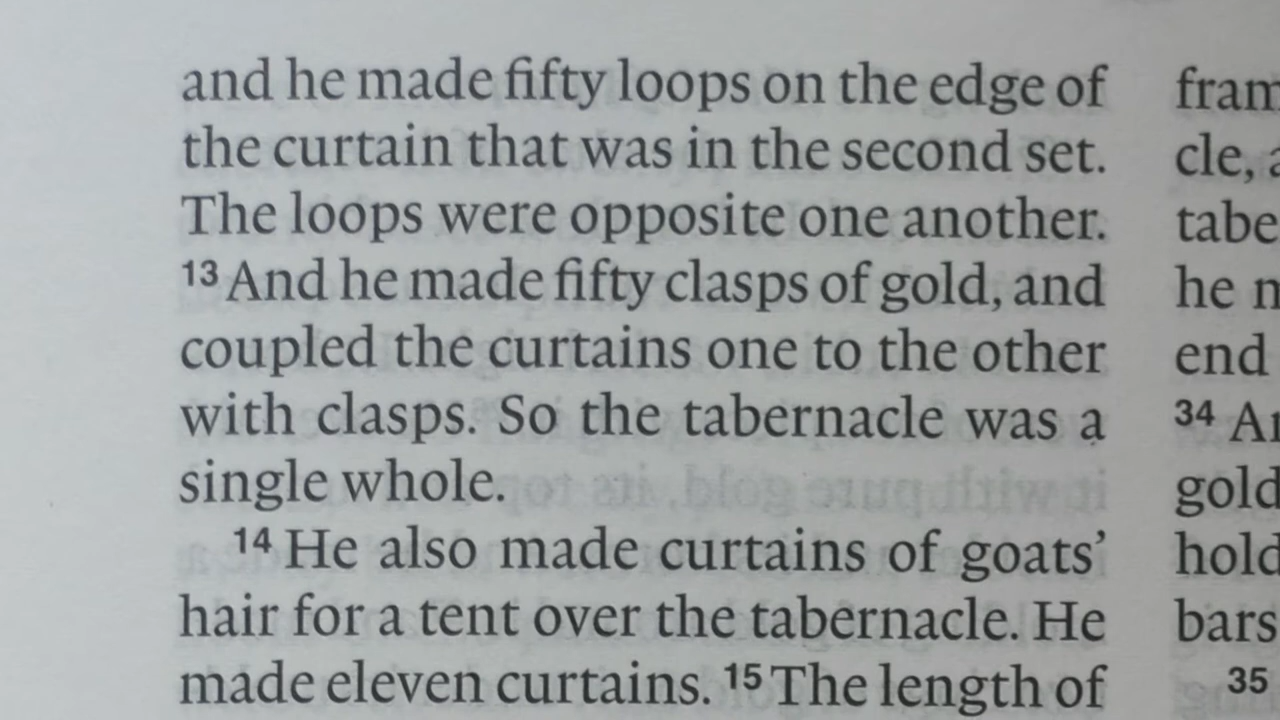 and he made fifty loops on the edge of
the curtain that was in the second set.
The loops were opposite one another.
13 And he made fifty clasps of gold, and
coupled the curtains one to the other
with clasps. So the tabernacle was a
single whole.
14 He also made curtains of goats’
hair for a tent over the tabernacle. He
made eleven curtains. 15 The length of
cle,
he
end
34
gold
hold
bars
35